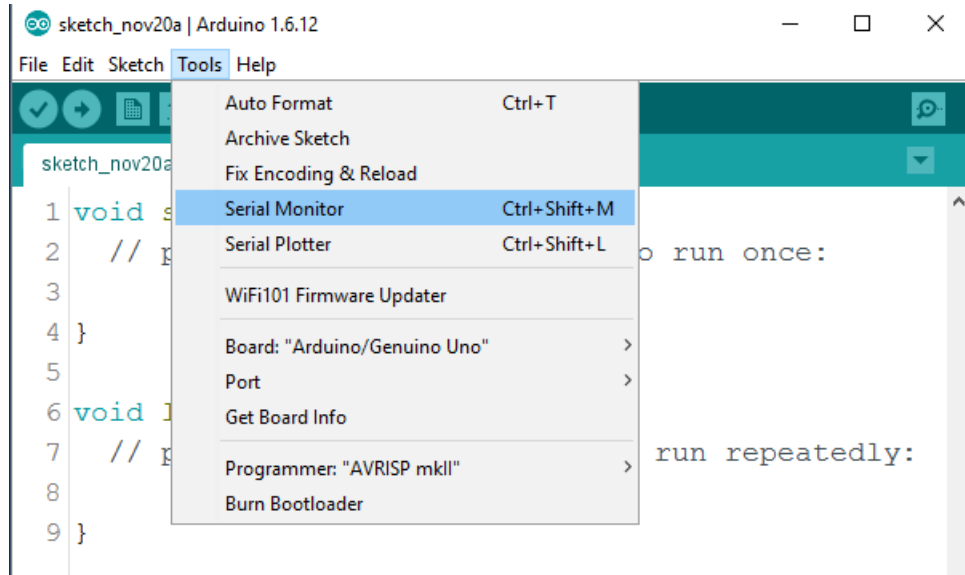 sketch_nov20a | Arduino 1.6.12
File Edit Sketch Tools Help
Auto Format Ctrl+T
Archive Sketch
sketch_nov20a
Fix Encoding & Reload
Serial Monitor Ctrl+Shift+M
Serial Plotter Ctrl+Shift+L
WiFi101 Firmware Updater
Board: "Arduino/Genuino Uno"
Port
Get Board Info
Programmer: "AVRISP mkII"
Burn Bootloader
1 void s
2 // p o run once:
3
4 }
5
6 void l
7 // p run repeatedly:
8
9 }